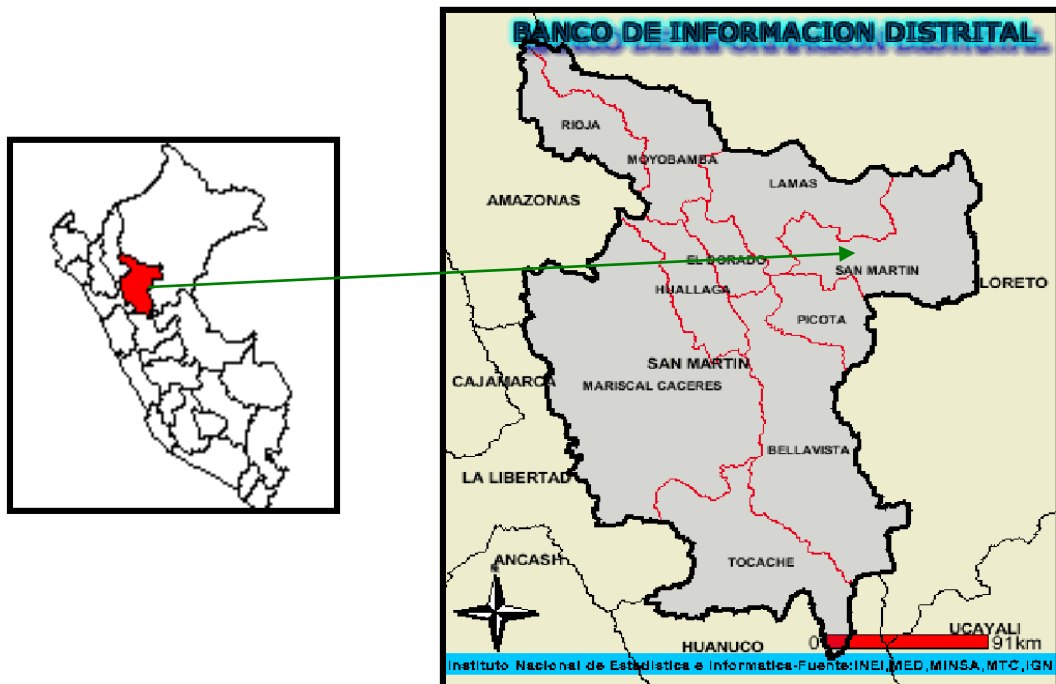 BANCO DE INFORMACION DISTRITAL
RIOJA
MOYOBAMBA
LAMAS
AMAZONAS
EL DORADO
SAN MARTIN
HUALLAGA
LORETO
PICOTA
SAN MARTIN
CAJAMARCA
MARISCAL CACERES
BELLAVISTA
LA LIBERTAD
ANCASH
TOCACHE
N
UCAYALI
HUANUCO
0 91km
Instituto Nacional de Estadistica e Informatica-Fuente:INEI,MED,MINSA,MTC,IGN